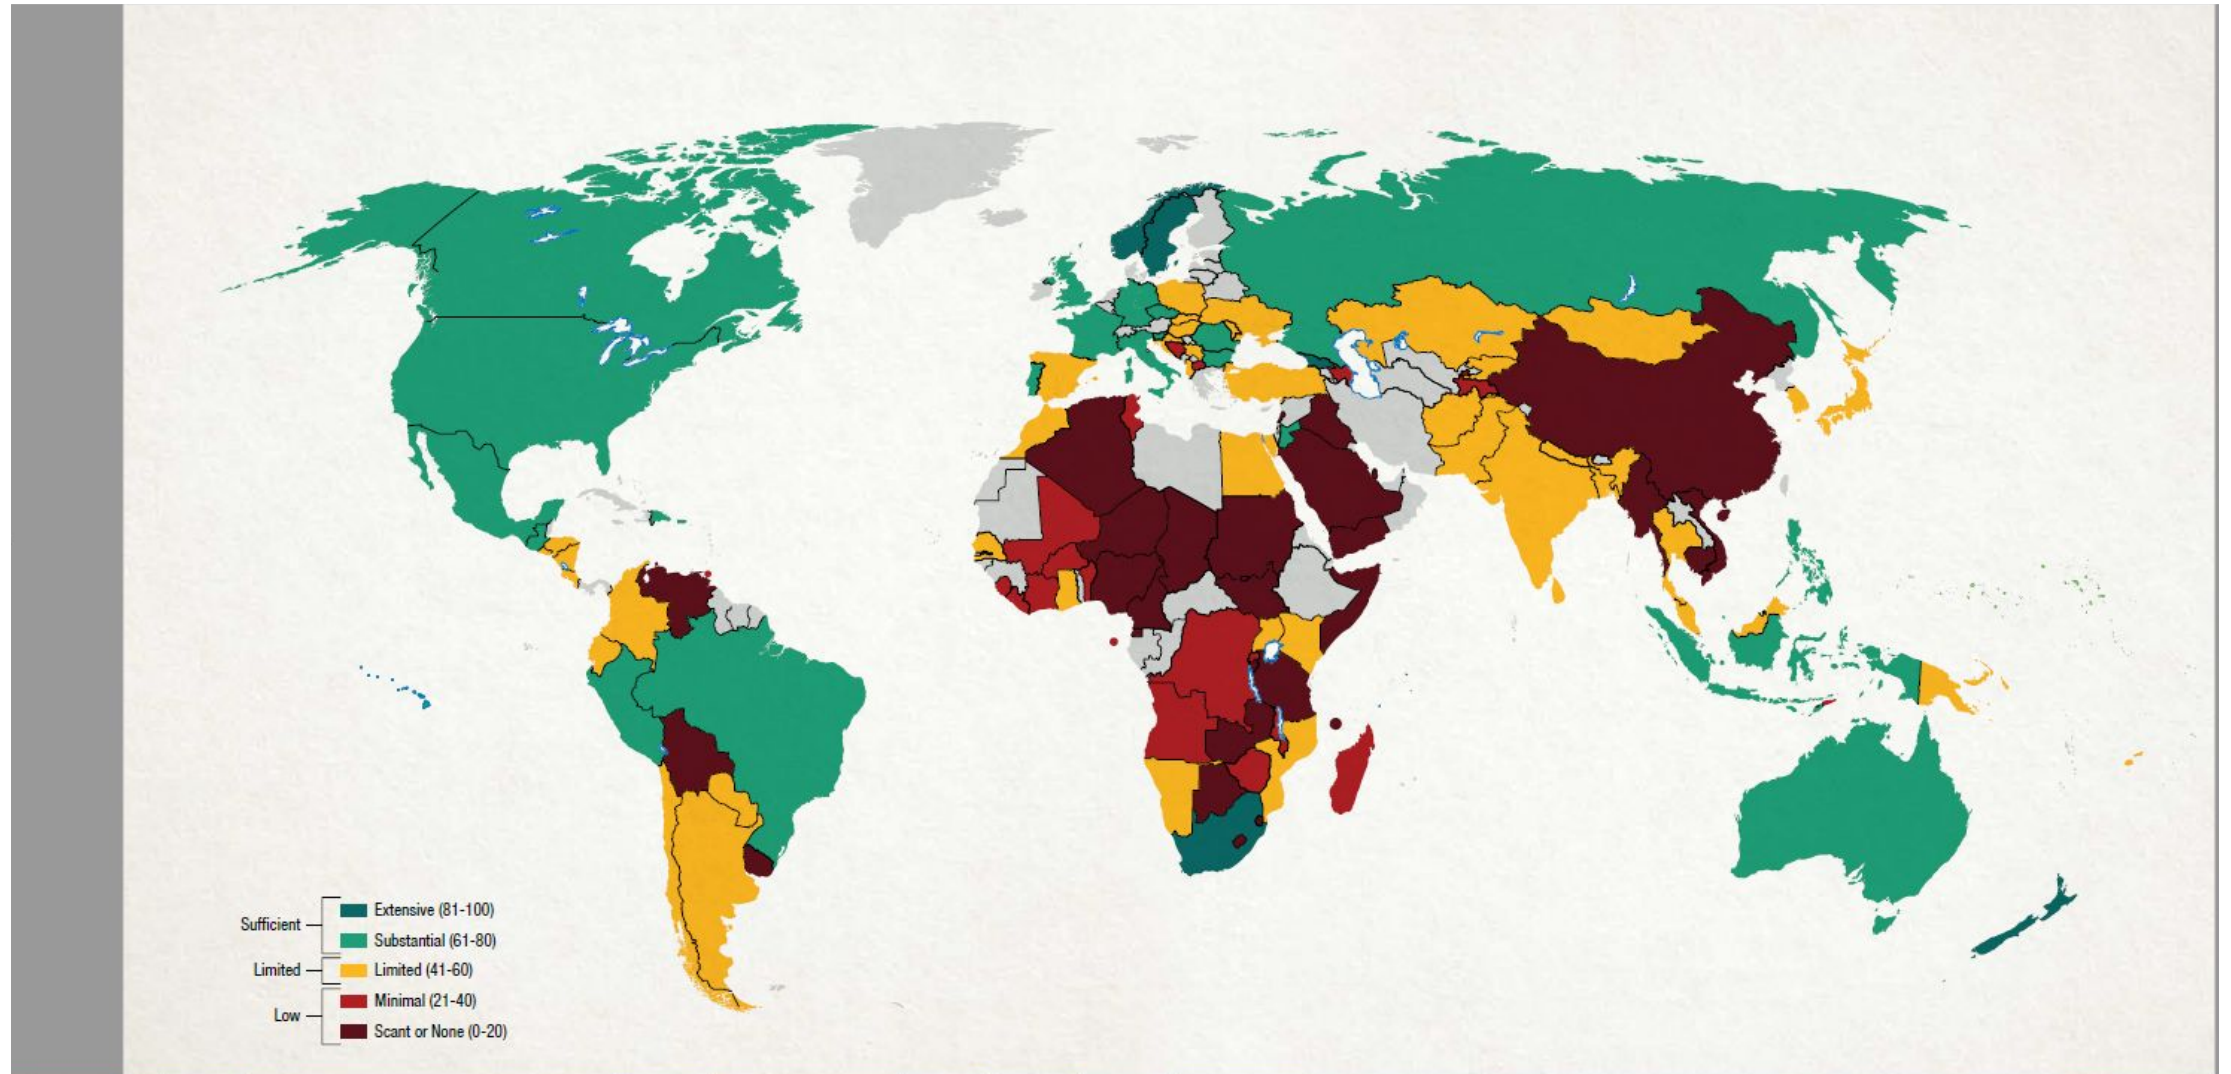 Sufficient
Extensive (81-100)
Substantial (61-80)
Limited
Limited (41-60)
Low
Minimal (21-40)
Scant or None (0-20)